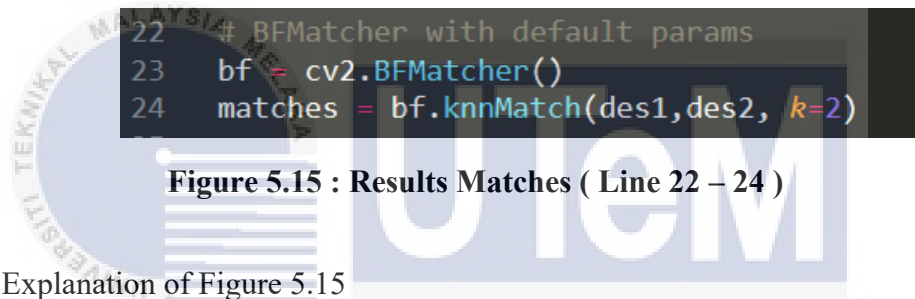 22 # BFMatcher with default params
23 bf = cv2.BFMatcher()
24 matches = bf.knnMatch(des1,des2, k=2)
Figure 5.15 : Results Matches ( Line 22 – 24 )
UTeM
Explanation of Figure 5.15